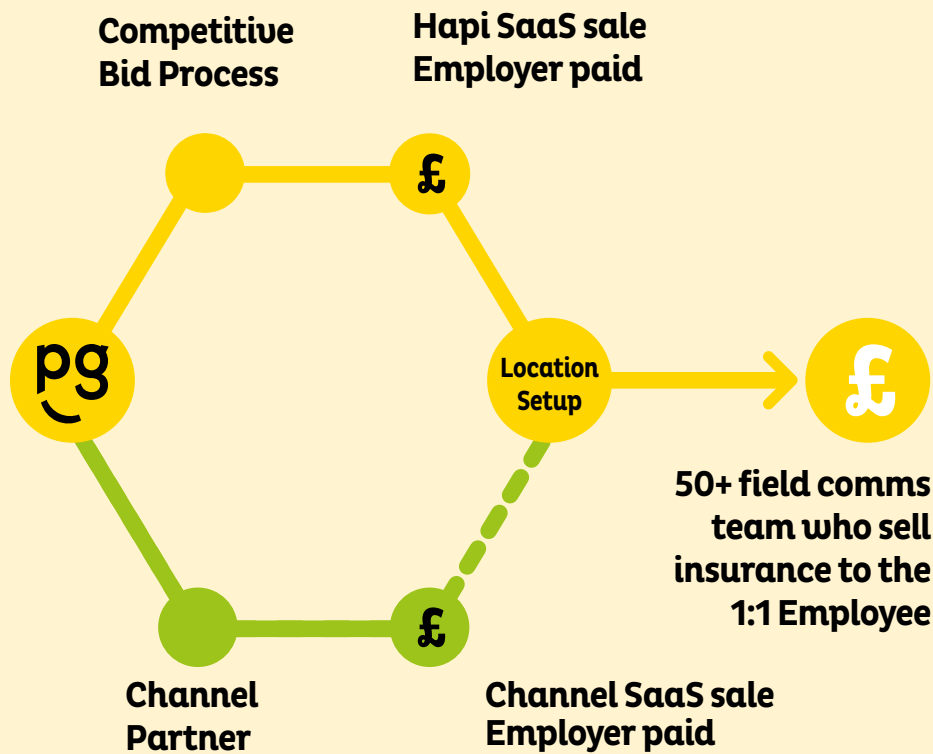 Competitive
Bid Process
Hapi SaaS sale
Employer paid
£
pg
Location
Setup
£
50+ field comms
team who sell
insurance to the
1:1 Employee
£
Channel
Partner
Channel SaaS sale
Employer paid